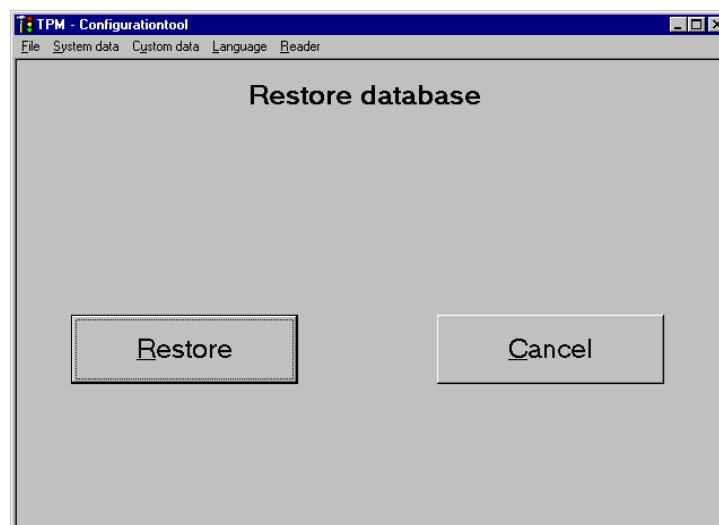 TPM - Configurationtool
File System data Custom data Language Reader
Restore database
Restore Cancel